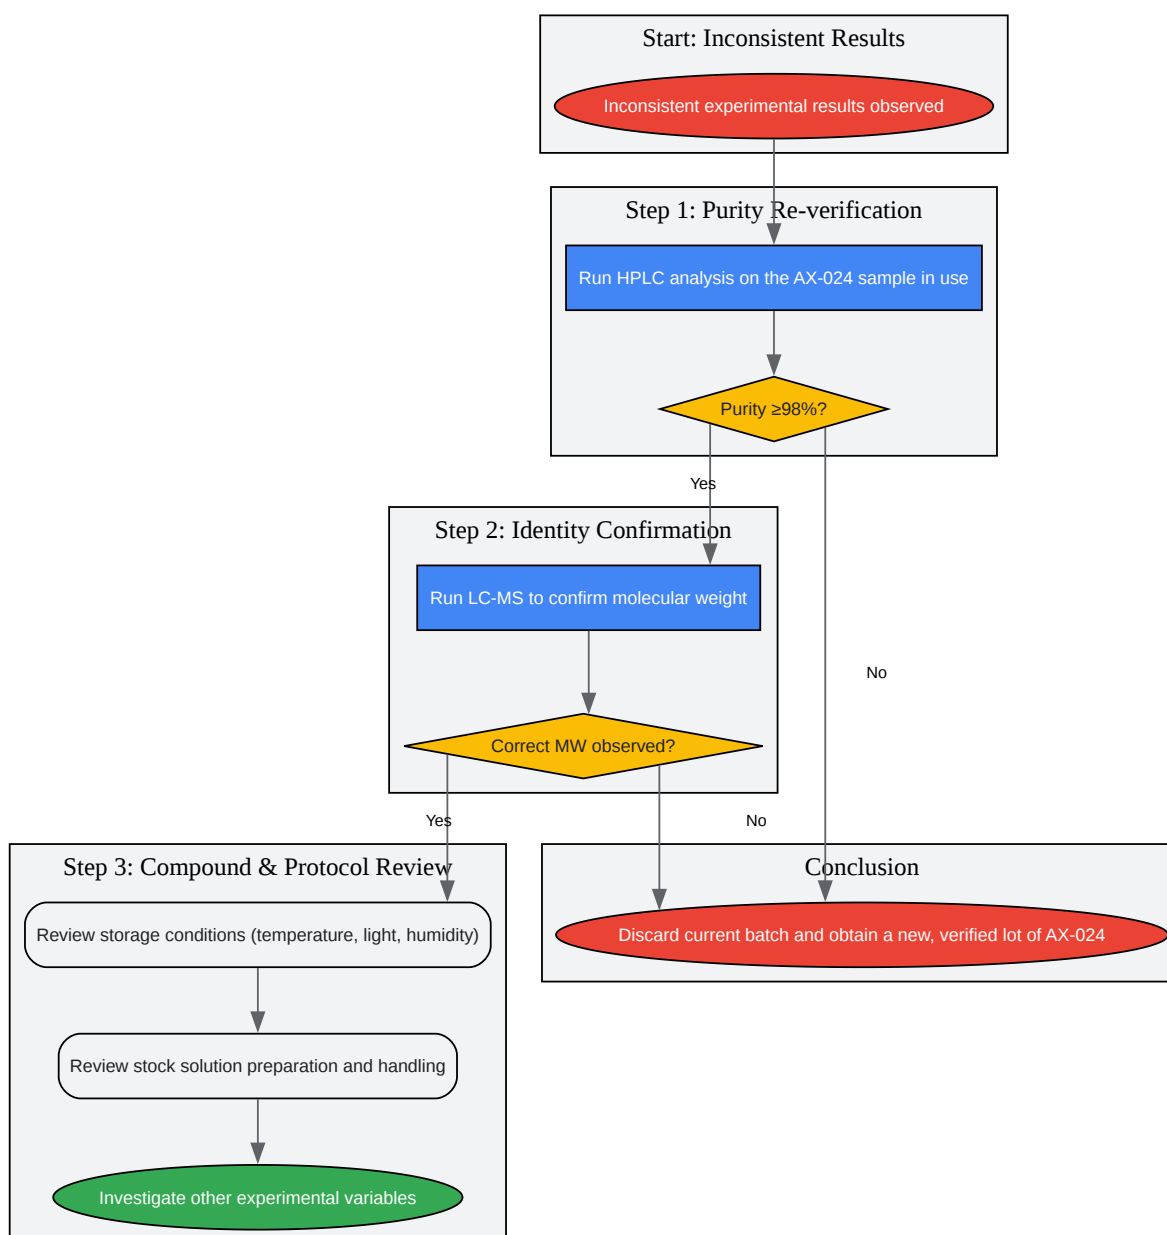 Start: Inconsistent Results
Inconsistent experimental results observed
Step 1: Purity Re-verification
Run HPLC analysis on the AX-024 sample in use
Purity ≥98%?
Yes
No
Step 2: Identity Confirmation
Run LC-MS to confirm molecular weight
Correct MW observed?
Yes
No
Step 3: Compound & Protocol Review
Review storage conditions (temperature, light, humidity)
Review stock solution preparation and handling
Investigate other experimental variables
Conclusion
Discard current batch and obtain a new, verified lot of AX-024